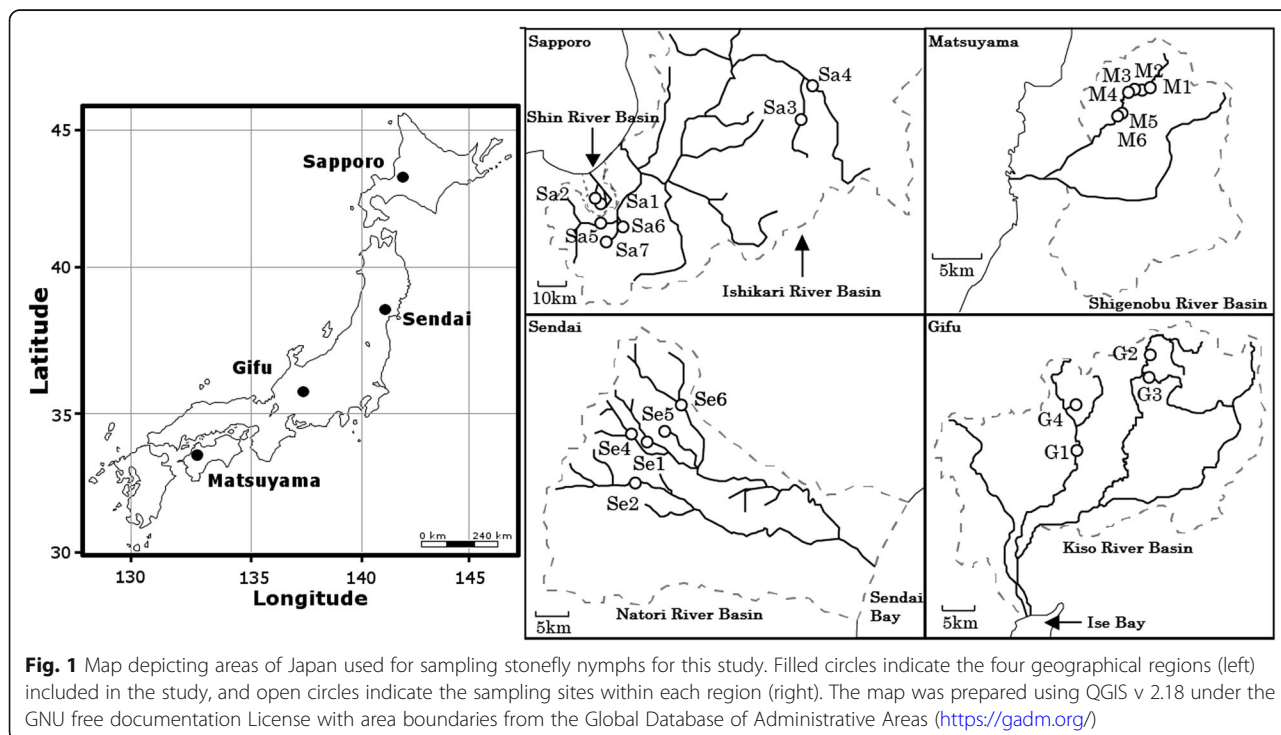 45
40
35
30
Latitude
Sapporo
Sendai
Gifu
Matsuyama
0 km 240 km
130 135 140 145
Longitude
Sapporo
Shin River Basin
Sa4
Sa3
Sa2
Sa1
Sa6
Sa5
Sa7
10km
Ishikari River Basin
Matsuyama
M3 M2
M4 M1
M5
M6
5km
Shigenobu River Basin
Sendai
Se6
Se5
Se4
Se1
Se2
5km
Natori River Basin
Sendai
Bay
Gifu
G2
G3
G4
G1
Kiso River Basin
5km
Ise Bay
Fig. 1 Map depicting areas of Japan used for sampling stonefly nymphs for this study. Filled circles indicate the four geographical regions (left)
included in the study, and open circles indicate the sampling sites within each region (right). The map was prepared using QGIS v 2.18 under the
GNU free documentation License with area boundaries from the Global Database of Administrative Areas (https://gadm.org/)